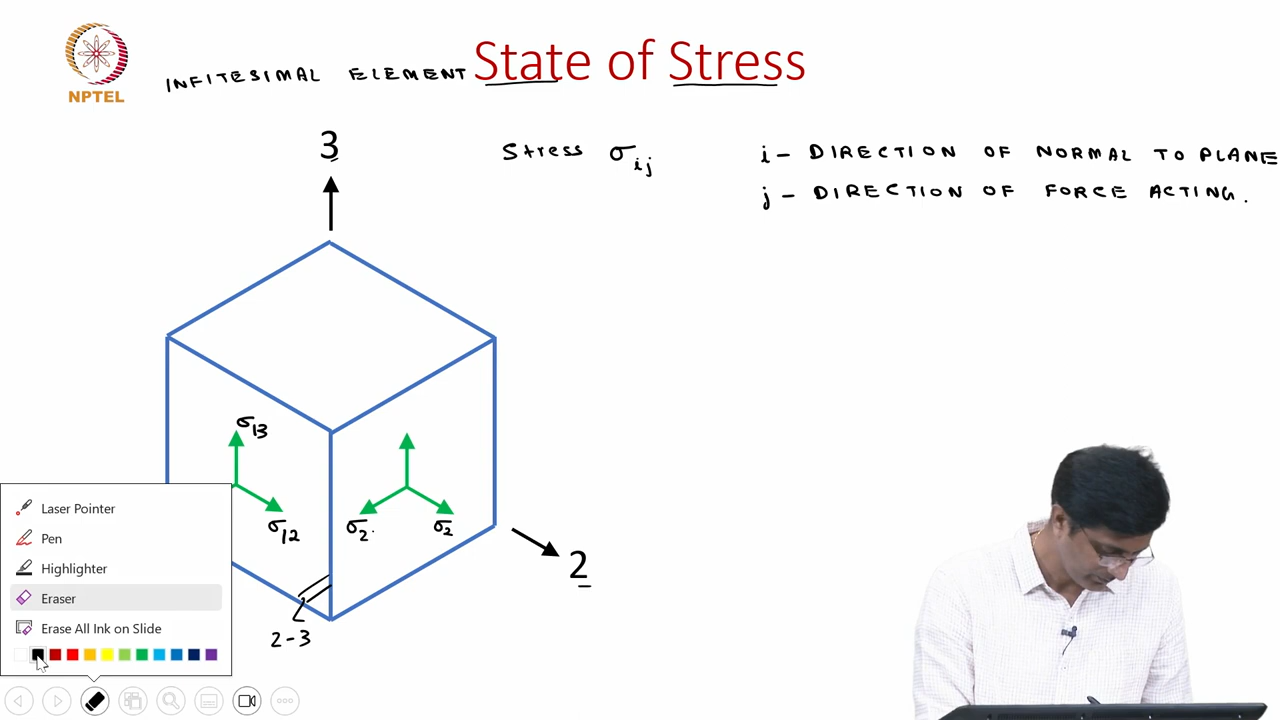 State of Stress
INFITESIMAL ELEMENT
NPTEL
3
Stress σij
i - DIRECTION OF NORMAL TO PLANE
j - DIRECTION OF FORCE ACTING.
σ13
σ12
σ2.
σ2
2
2-3
Laser Pointer
Pen
Highlighter
Eraser
Erase All Ink on Slide